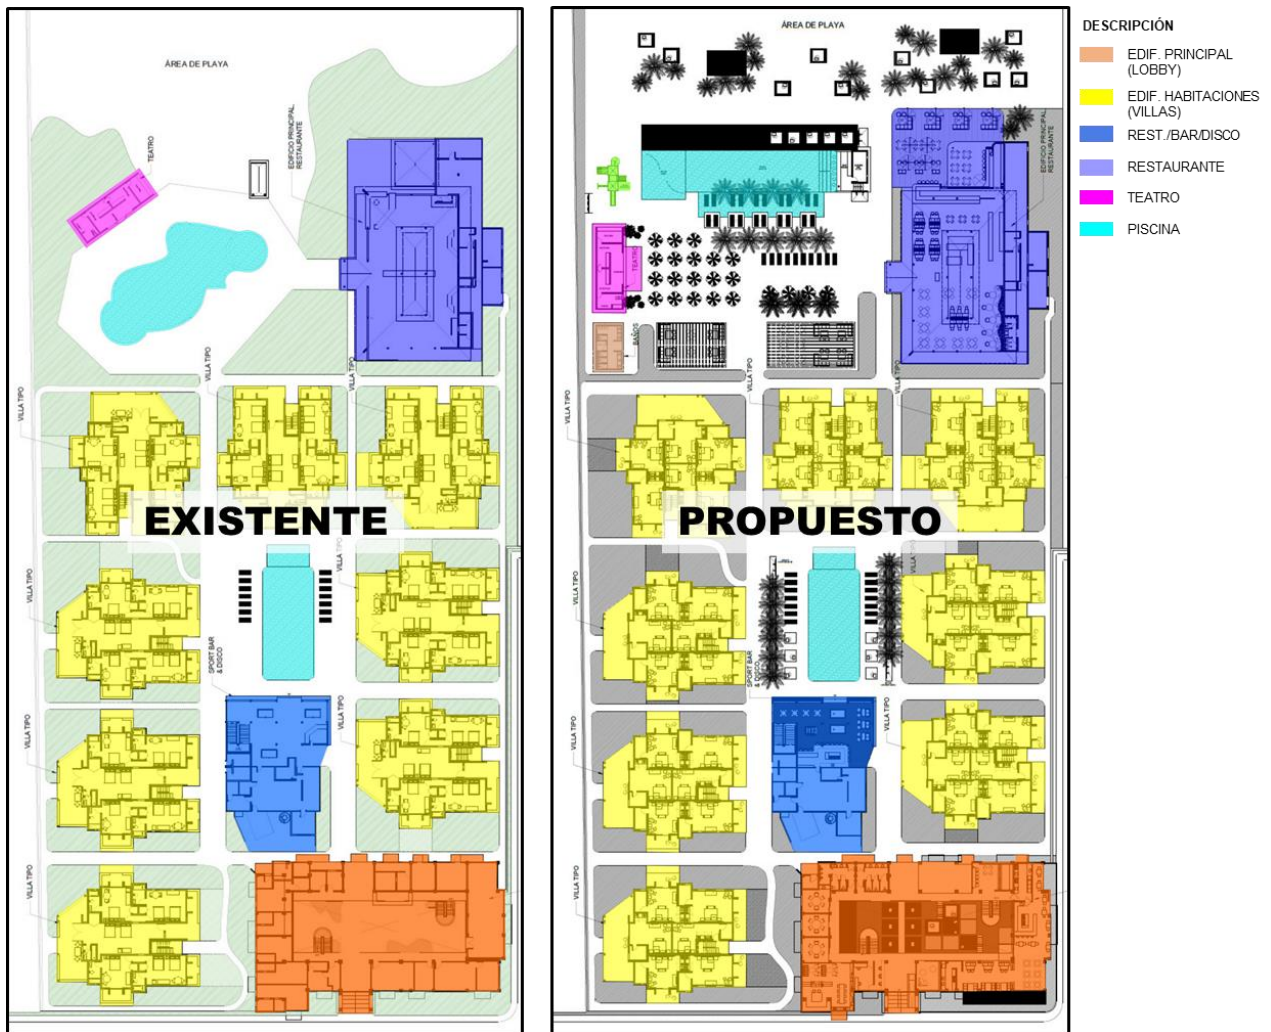 ÁREA DE PLAYA
TEATRO
EDIFICIO PRINCIPAL
RESTAURANTE
VILLA TIPO
VILLA TIPO
VILLA TIPO
EXISTENTE
VILLA TIPO
VILLA TIPO
SPORT BAR
& DISCO
VILLA TIPO
VILLA TIPO
VILLA TIPO
ÁREA DE PLAYA
EDIFICIO PRINCIPAL
RESTAURANTE
TEATRO
BAÑOS
VILLA TIPO
VILLA TIPO
VILLA TIPO
PROPUESTO
VILLA TIPO
VILLA TIPO
SPORT BAR
& DISCO
VILLA TIPO
VILLA TIPO
VILLA TIPO
DESCRIPCIÓN
EDIF. PRINCIPAL
(LOBBY)
EDIF. HABITACIONES
(VILLAS)
REST./BAR/DISCO
RESTAURANTE
TEATRO
PISCINA